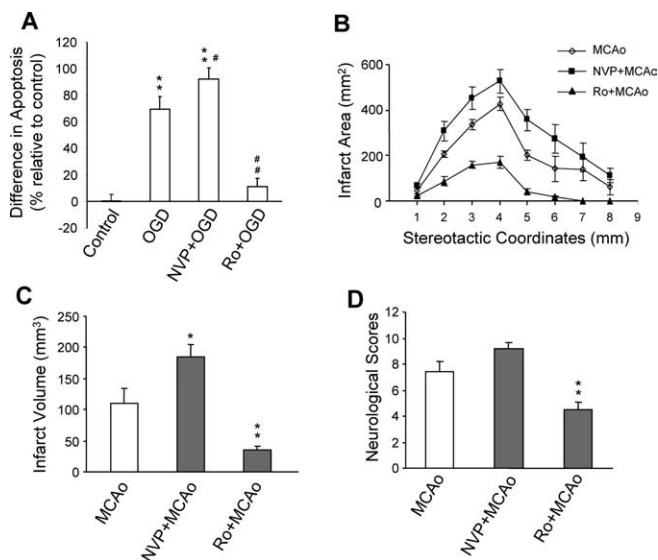 A
Difference in Apoptosis
(% relative to control)
120
100
80
60
40
20
0
-20
* *
* * #
# #
Control
OGD
NVP+OGD
Ro+OGD
B
Infarct Area (mm2)
600
400
200
0
MCAo
NVP+MCAo
Ro+MCAo
1 2 3 4 5 6 7 8 9
Stereotactic Coordinates (mm)
C
Infarct Volume (mm3)
250
200
150
100
50
0
*
* *
MCAo
NVP+MCAo
Ro+MCAo
D
Neurological Scores
12
10
8
6
4
2
0
* *
MCAo
NVP+MCAo
Ro+MCAo